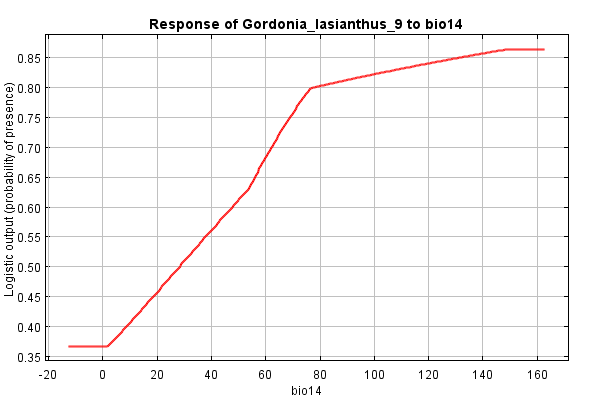 Response of Gordonia_lasianthus_9 to bio14
Logistic output (probability of presence)
0.85
0.80
0.75
0.70
0.65
0.60
0.55
0.50
0.45
0.40
0.35
-20 0 20 40 60 80 100 120 140 160
bio14